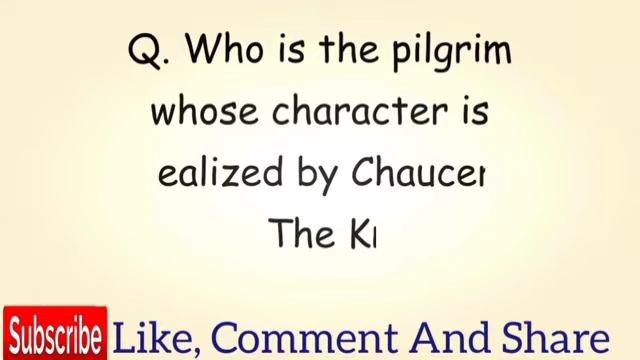 Q. Who is the pilgrim
whose character is
ealized by Chaucer
The K
Subscribe Like, Comment And Share